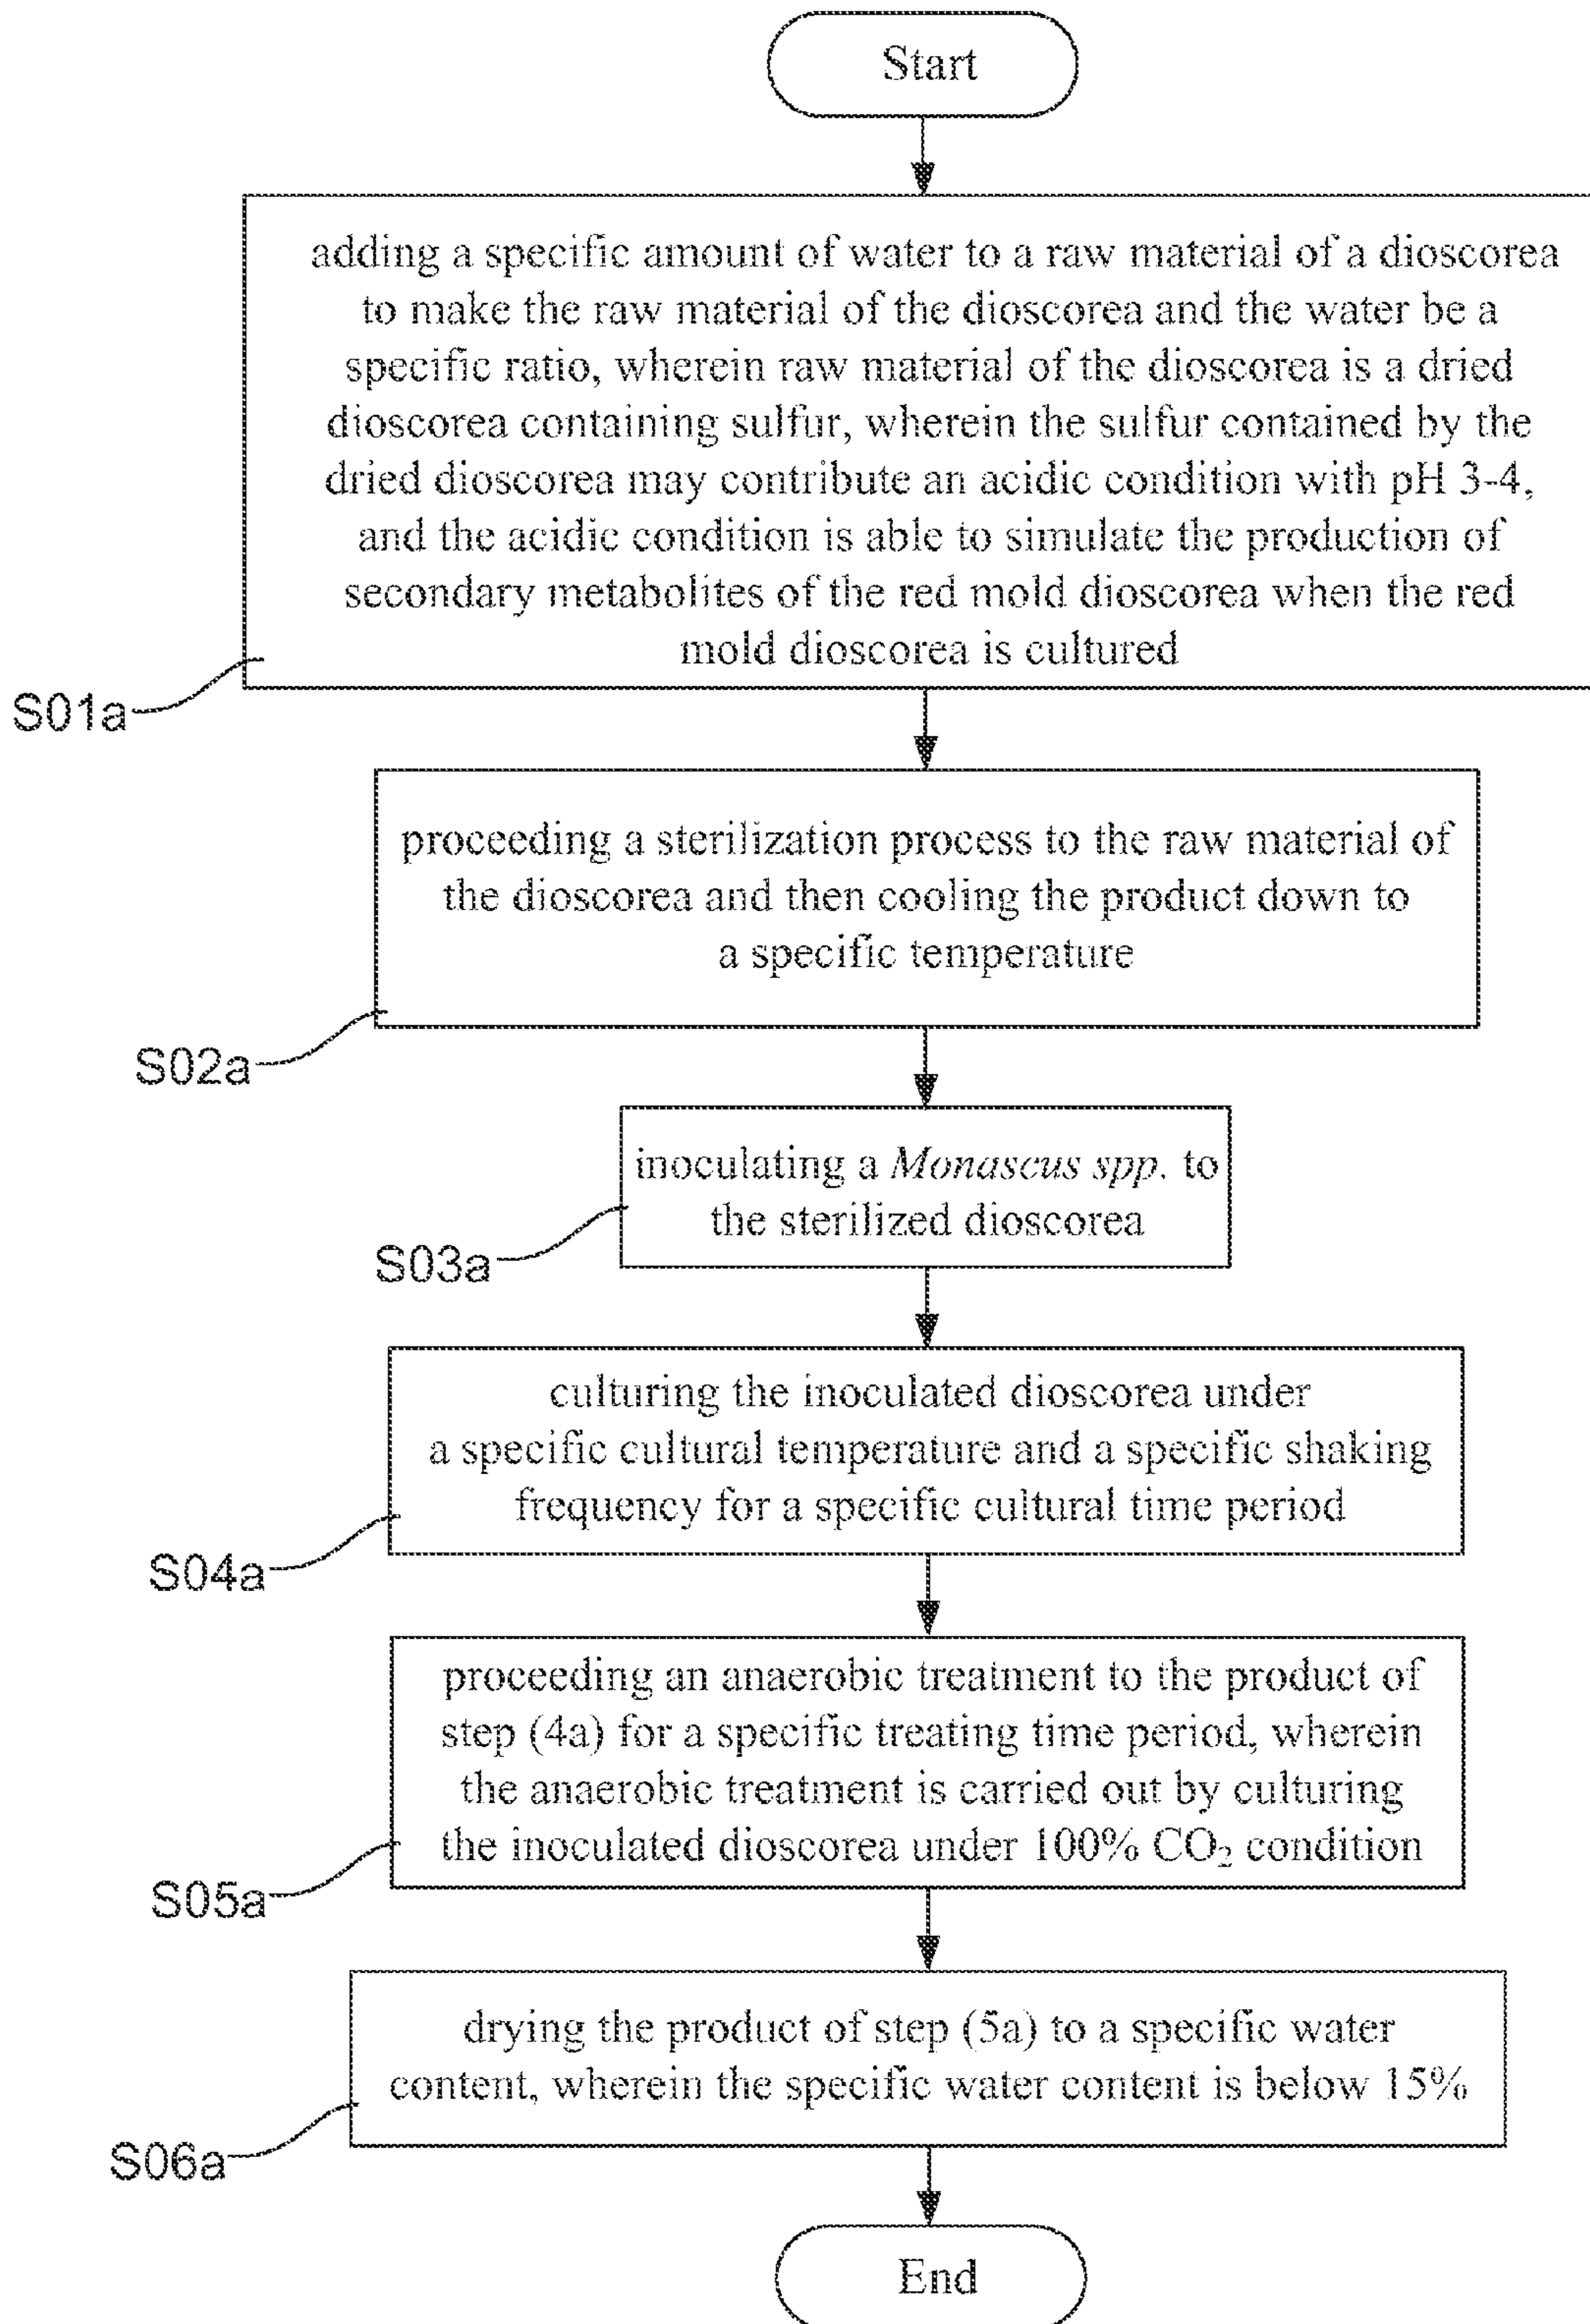 Start
adding a specific amount of water to a raw material of a dioscorea
to make the raw material of the dioscorea and the water be a
specific ratio, wherein raw material of the dioscorea is a dried
dioscorea containing sulfur, wherein the sulfur contained by the
dried dioscorea may contribute an acidic condition with pH 3-4,
and the acidic condition is able to simulate the production of
secondary metabolites of the red mold dioscorea when the red
mold dioscorea is cultured
S01a
proceeding a sterilization process to the raw material of
the dioscorea and then cooling the product down to
a specific temperature
S02a
inoculating a Monascus spp. to
the sterilized dioscorea
S03a
culturing the inoculated dioscorea under
a specific cultural temperature and a specific shaking
frequency for a specific cultural time period
S04a
proceeding an anaerobic treatment to the product of
step (4a) for a specific treating time period, wherein
the anaerobic treatment is carried out by culturing
the inoculated dioscorea under 100% CO₂ condition
S05a
drying the product of step (5a) to a specific water
content, wherein the specific water content is below 15%
S06a
End